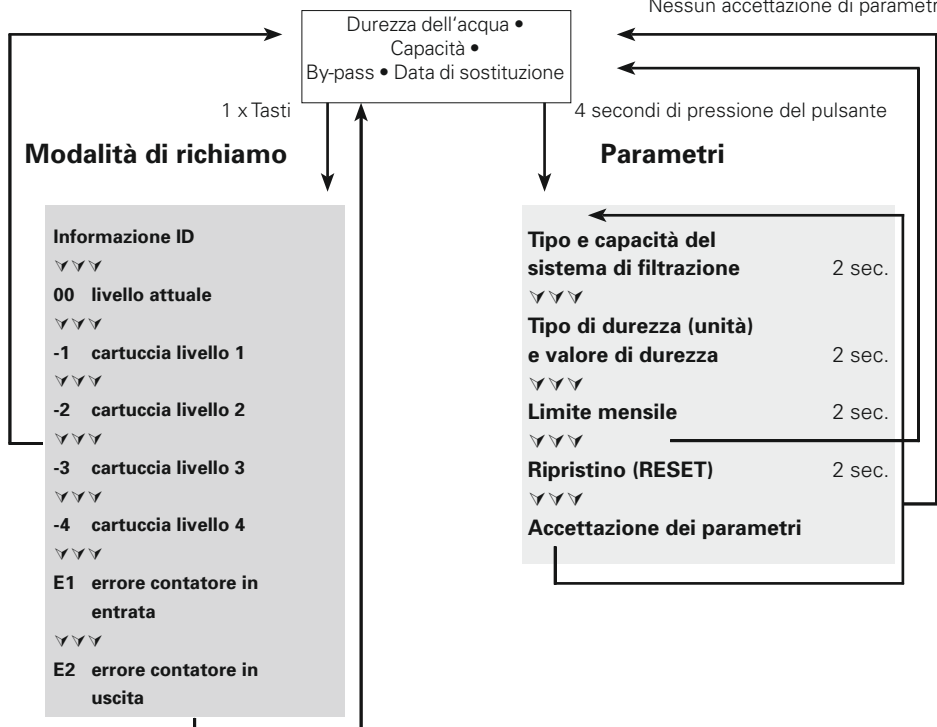 Nessun accettazione di parametr
Durezza dell'acqua •
Capacità •
By-pass • Data di sostituzione
1 x Tasti
4 secondi di pressione del pulsante
Modalità di richiamo
Parametri
Informazione ID
00 livello attuale
-1 cartuccia livello 1
-2 cartuccia livello 2
-3 cartuccia livello 3
-4 cartuccia livello 4
E1 errore contatore in
entrata
E2 errore contatore in
uscita
Tipo e capacità del
sistema di filtrazione 2 sec.
Tipo di durezza (unità)
e valore di durezza 2 sec.
Limite mensile 2 sec.
Ripristino (RESET) 2 sec.
Accettazione dei parametri